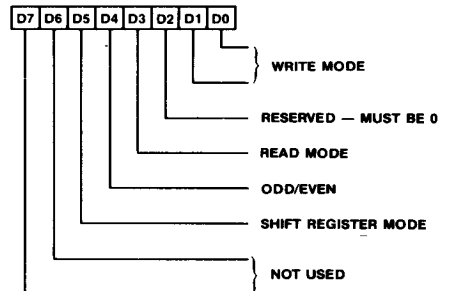 D7 D6 D5 D4 D3 D2 D1 D0
WRITE MODE
RESERVED — MUST BE 0
READ MODE
ODD/EVEN
SHIFT REGISTER MODE
NOT USED